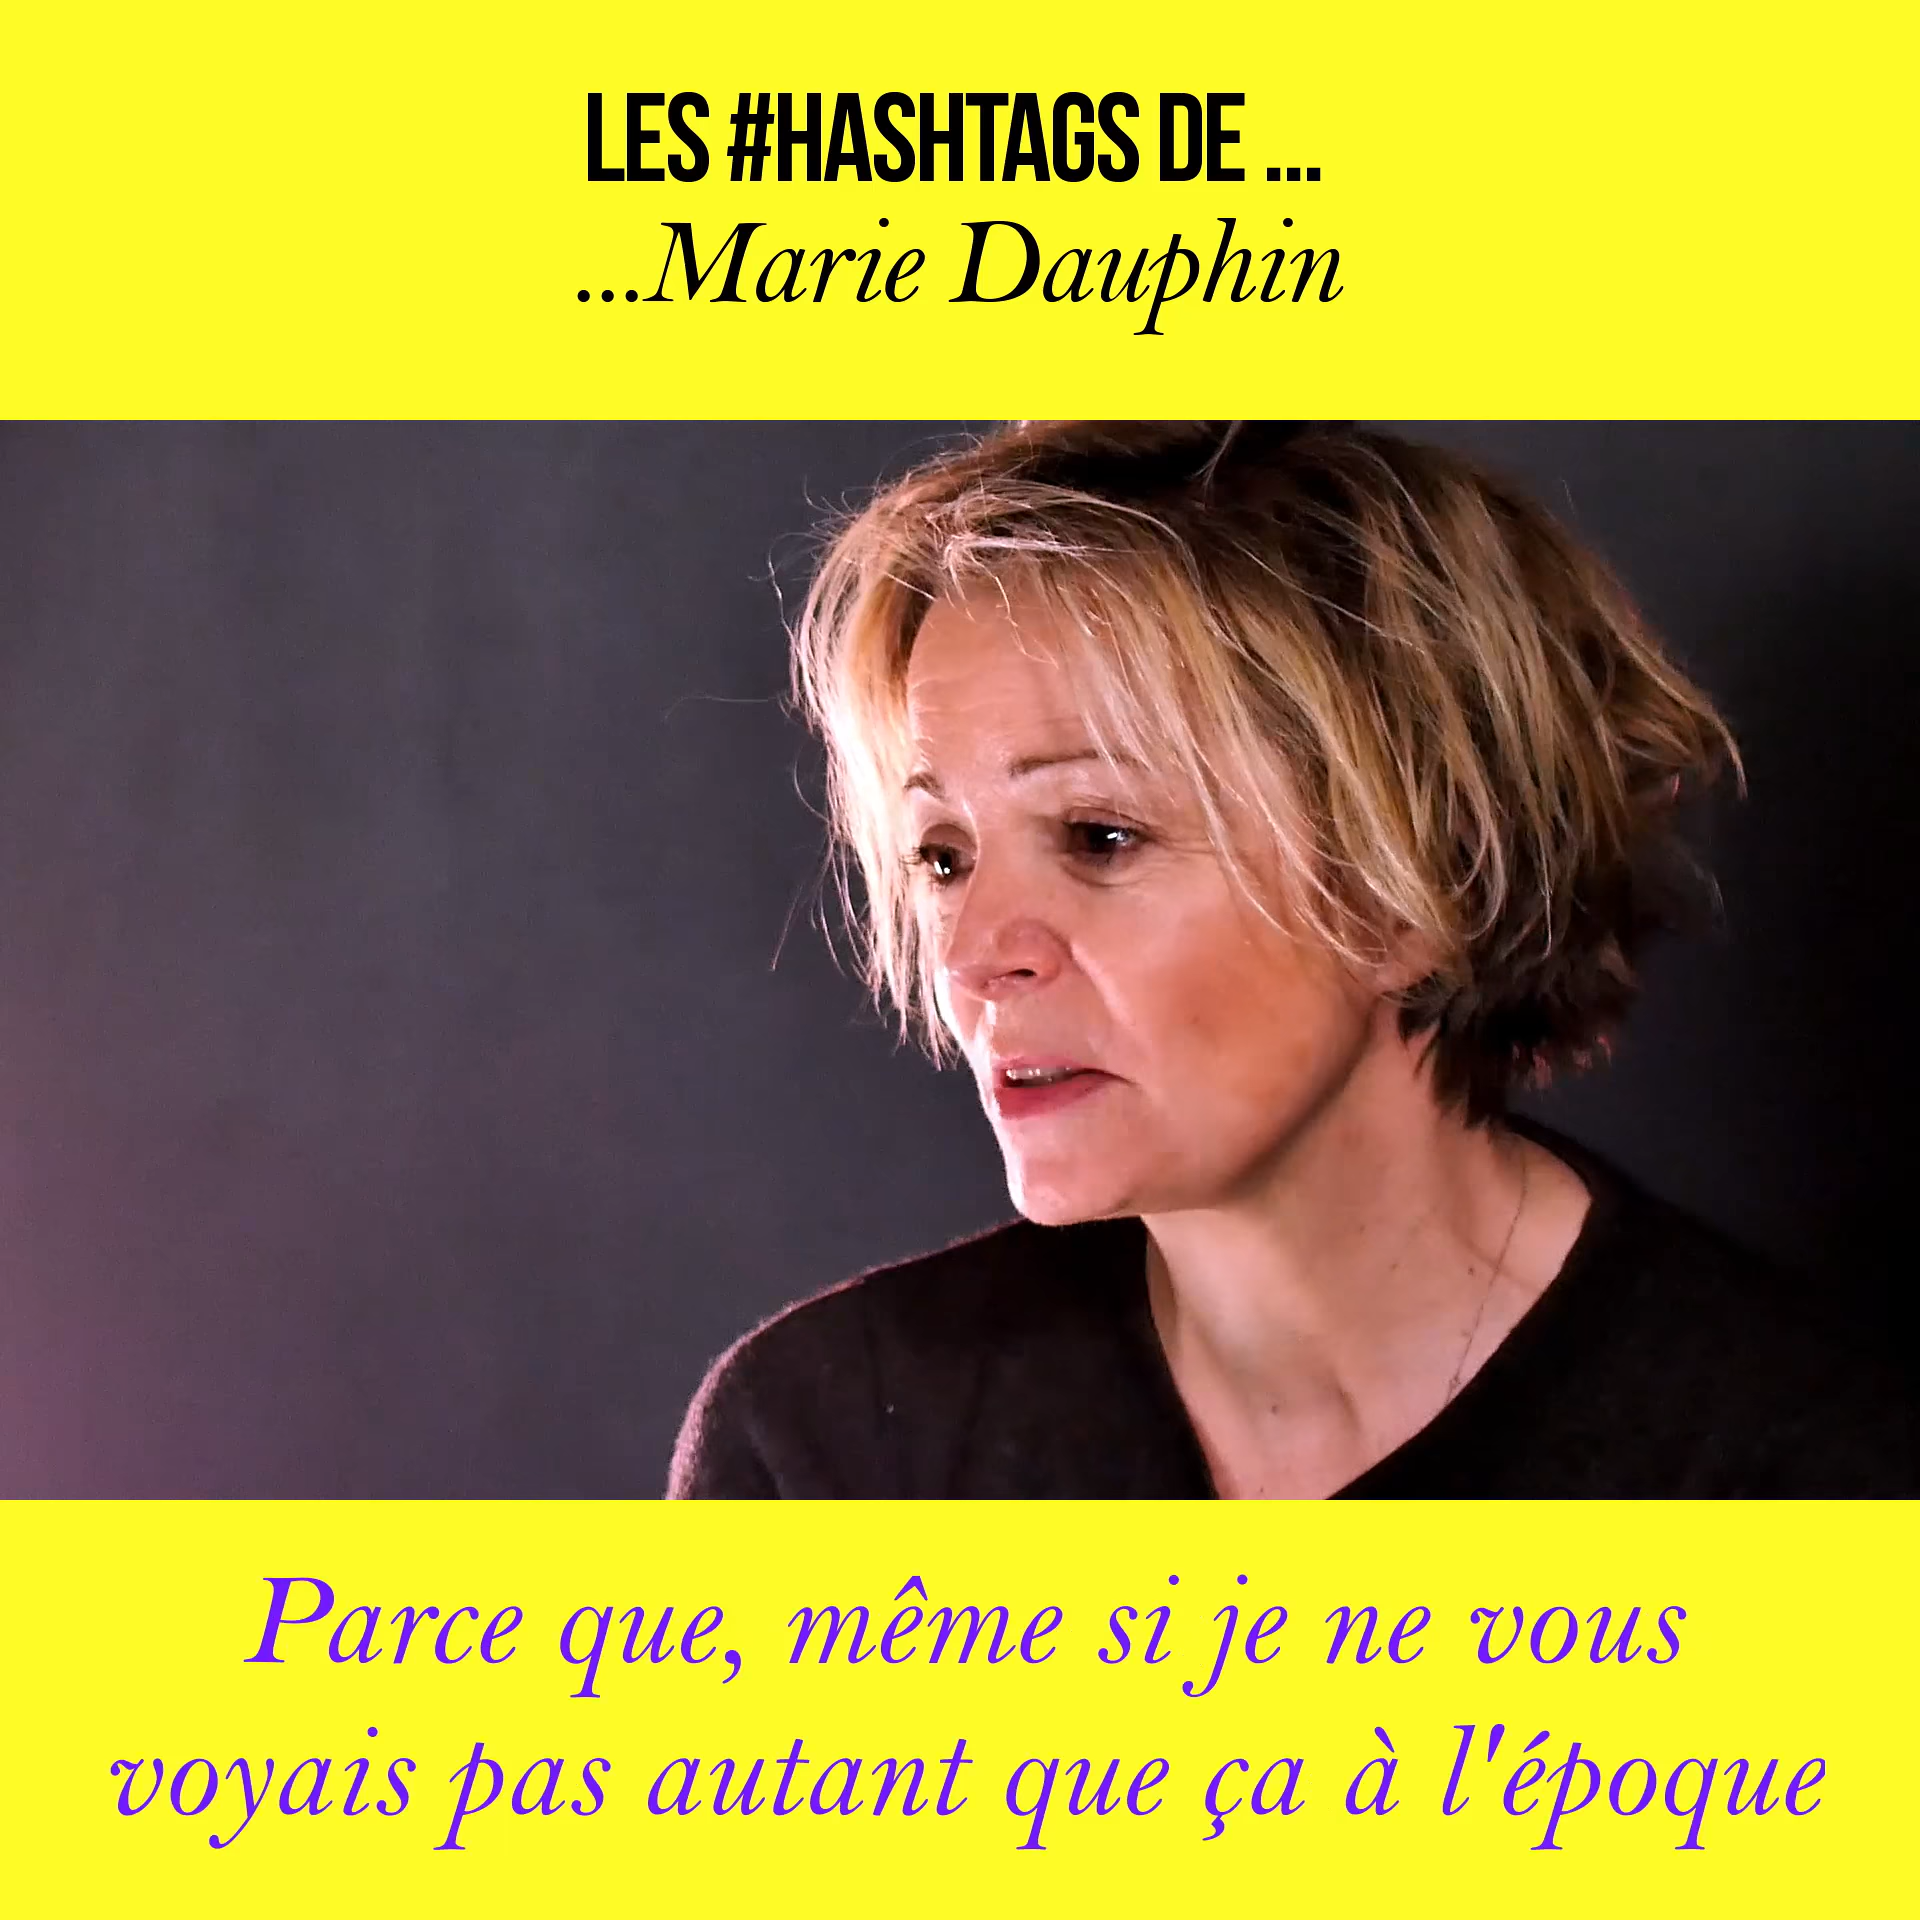 LES #HASHTAGS DE ...
...Marie Dauphin
Parce que, même si je ne vous
voyais pas autant que ça à l'époque